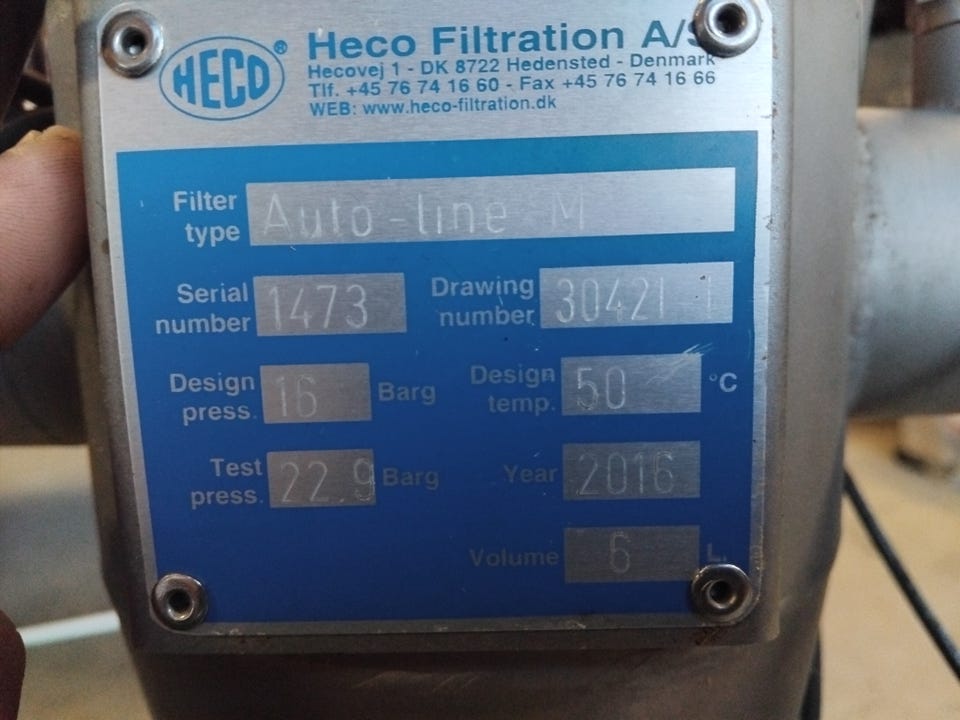 HECO®
Heco Filtration A/S
Hecovej 1 - DK 8722 Hedensted - Denmark
Tlf. +45 76 74 16 60 - Fax +45 76 74 16 66
WEB: www.heco-filtration.dk
Filter type Auto-line M
Serial number 1473 Drawing number 30421-1
Design press. 16 Barg Design temp. 50 °C
Test press. 22.9 Barg Year 2016
Volume 6 L.